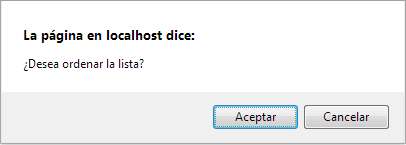 La página en localhost dice:
¿Desea ordenar la lista?
Aceptar
Cancelar